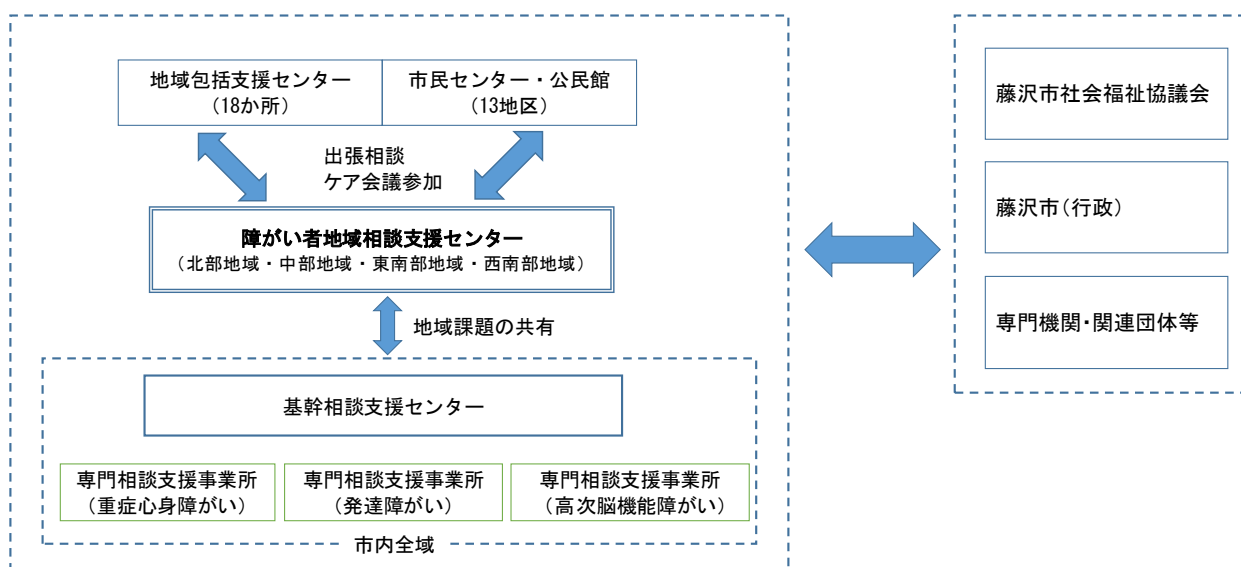 地域包括支援センター
（18か所）
市民センター・公民館
（13地区）
出張相談
ケア会議参加
障がい者地域相談支援センター
（北部地域・中部地域・東南部地域・西南部地域）
地域課題の共有
基幹相談支援センター
専門相談支援事業所
（重症心身障がい）
専門相談支援事業所
（発達障がい）
専門相談支援事業所
（高次脳機能障がい）
市内全域
藤沢市社会福祉協議会
藤沢市（行政）
専門機関・関連団体等